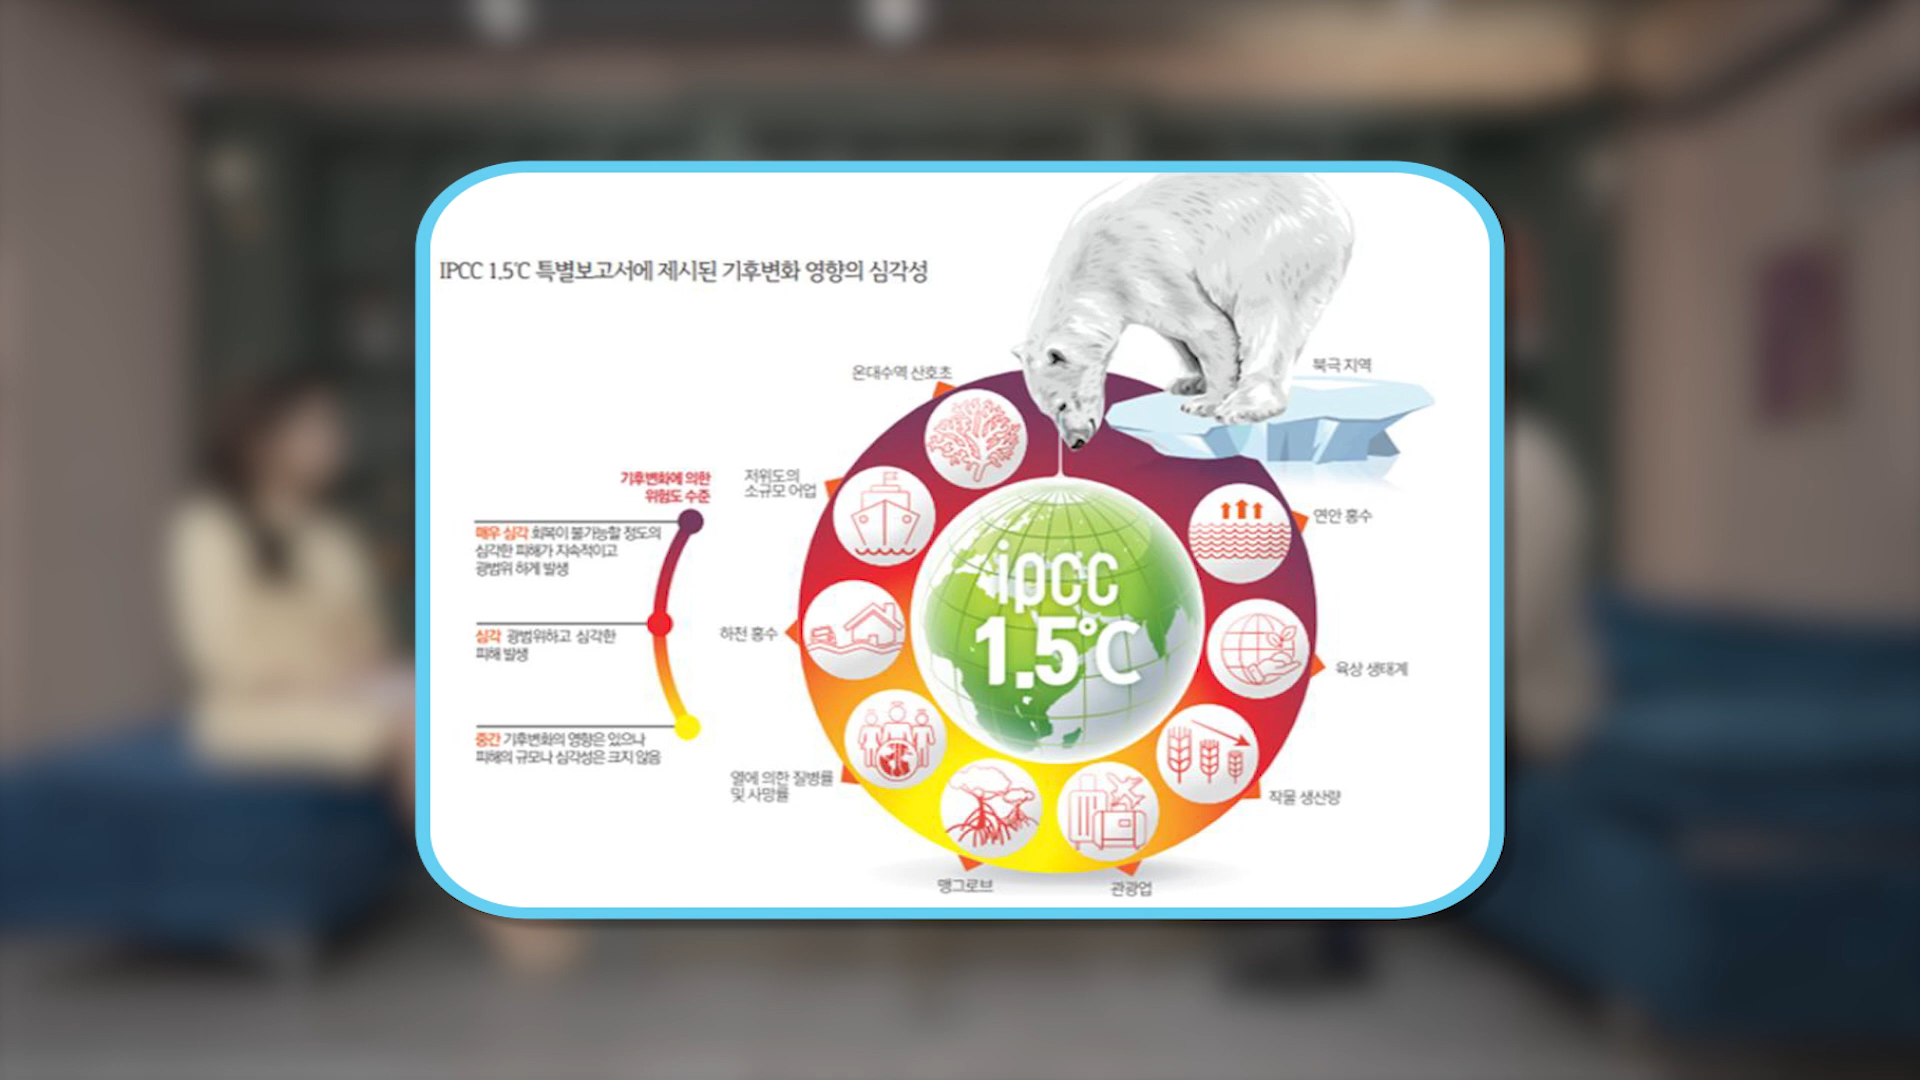 IPCC 1.5℃ 특별보고서에 제시된 기후변화 영향의 심각성
온대수역 산호초
북극 지역
저위도의
소규모 어업
연안 홍수
기후변화에 의한
위험도 수준
매우 심각 회복이 불가능할 정도의
심각한 피해가 지속적이고
광범위 하게 발생
심각 광범위하고 심각한
피해 발생
중간 기후변화의 영향은 있으나
피해의 규모나 심각성은 크지 않음
하천 홍수
육상 생태계
열에 의한 질병률
및 사망률
작물 생산량
맹그로브
관광업
ipcc
1.5℃